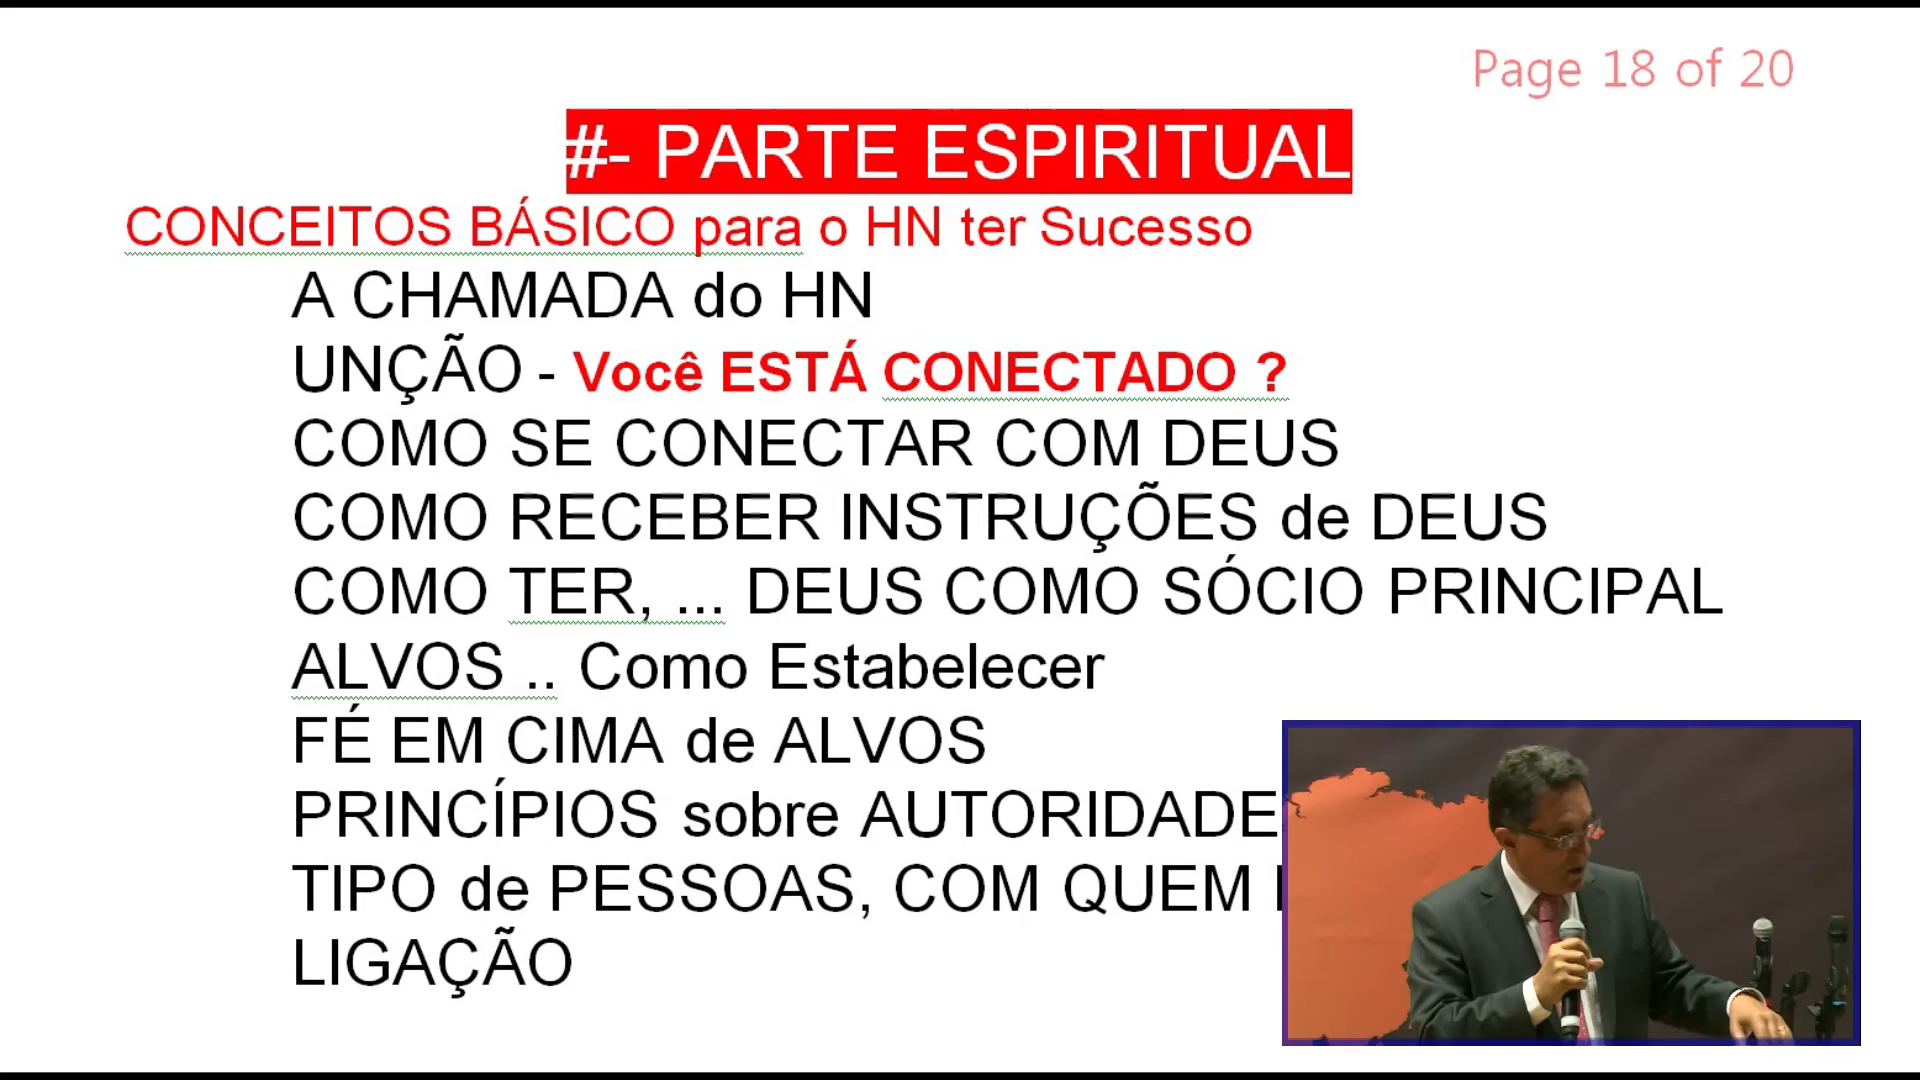 Page 18 of 20
#- PARTE ESPIRITUAL
CONCEITOS BÁSICO para o HN ter Sucesso
A CHAMADA do HN
UNÇÃO - Você ESTÁ CONECTADO ?
COMO SE CONECTAR COM DEUS
COMO RECEBER INSTRUÇÕES de DEUS
COMO TER, ... DEUS COMO SÓCIO PRINCIPAL
ALVOS .. Como Estabelecer
FÉ EM CIMA de ALVOS
PRINCÍPIOS sobre AUTORIDADE
TIPO de PESSOAS, COM QUEM
LIGAÇÃO